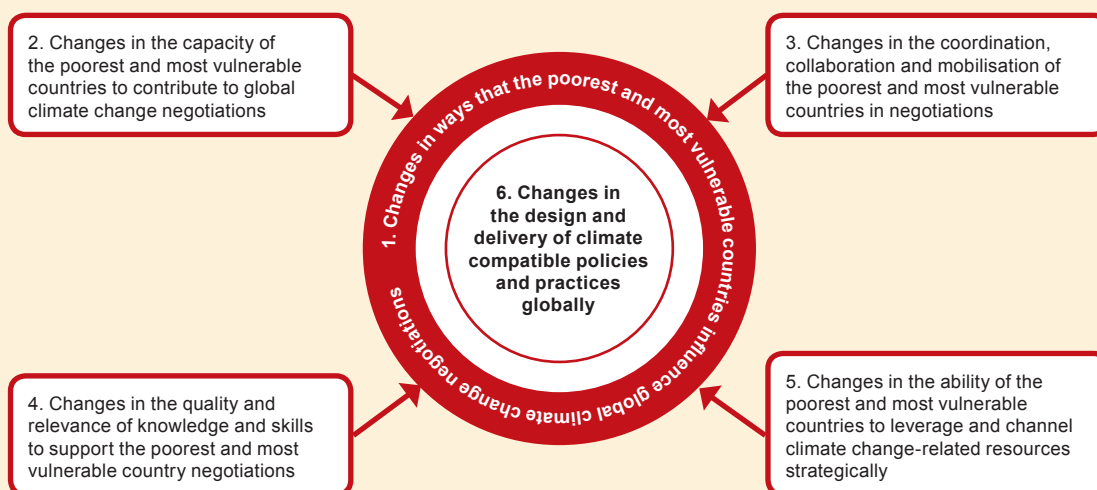 2. Changes in the capacity of
the poorest and most vulnerable
countries to contribute to global
climate change negotiations
3. Changes in the coordination,
collaboration and mobilisation of
the poorest and most vulnerable
countries in negotiations
1. Changes in ways that the poorest and most vulnerable countries influence global climate change negotiations
6. Changes in
the design and
delivery of climate
compatible policies
and practices
globally
4. Changes in the quality and
relevance of knowledge and skills
to support the poorest and most
vulnerable country negotiations
5. Changes in the ability of the
poorest and most vulnerable
countries to leverage and channel
climate change-related resources
strategically